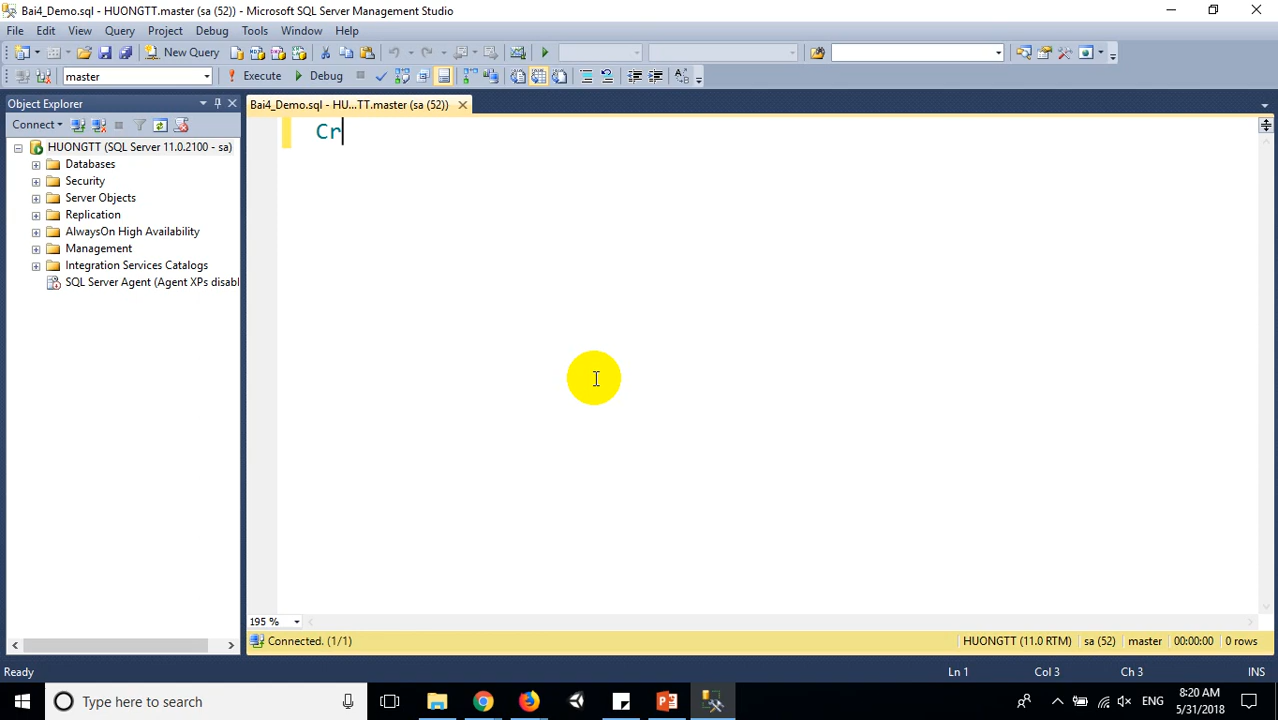 Bai4_Demo.sql - HUONGTT.master (sa (52)) - Microsoft SQL Server Management Studio
File Edit View Query Project Debug Tools Window Help
New Query
master Execute Debug
Object Explorer
Bai4_Demo.sql - HU...TT.master (sa (52))
Connect
HUONGTT (SQL Server 11.0.2100 - sa)
Databases
Security
Server Objects
Replication
AlwaysOn High Availability
Management
Integration Services Catalogs
SQL Server Agent (Agent XPs disabl
Cr
195 %
Connected. (1/1) HUONGTT (11.0 RTM) sa (52) master 00:00:00 0 rows
Ready Ln 1 Col 3 Ch 3 INS
Type here to search
ENG
8:20 AM
5/31/2018